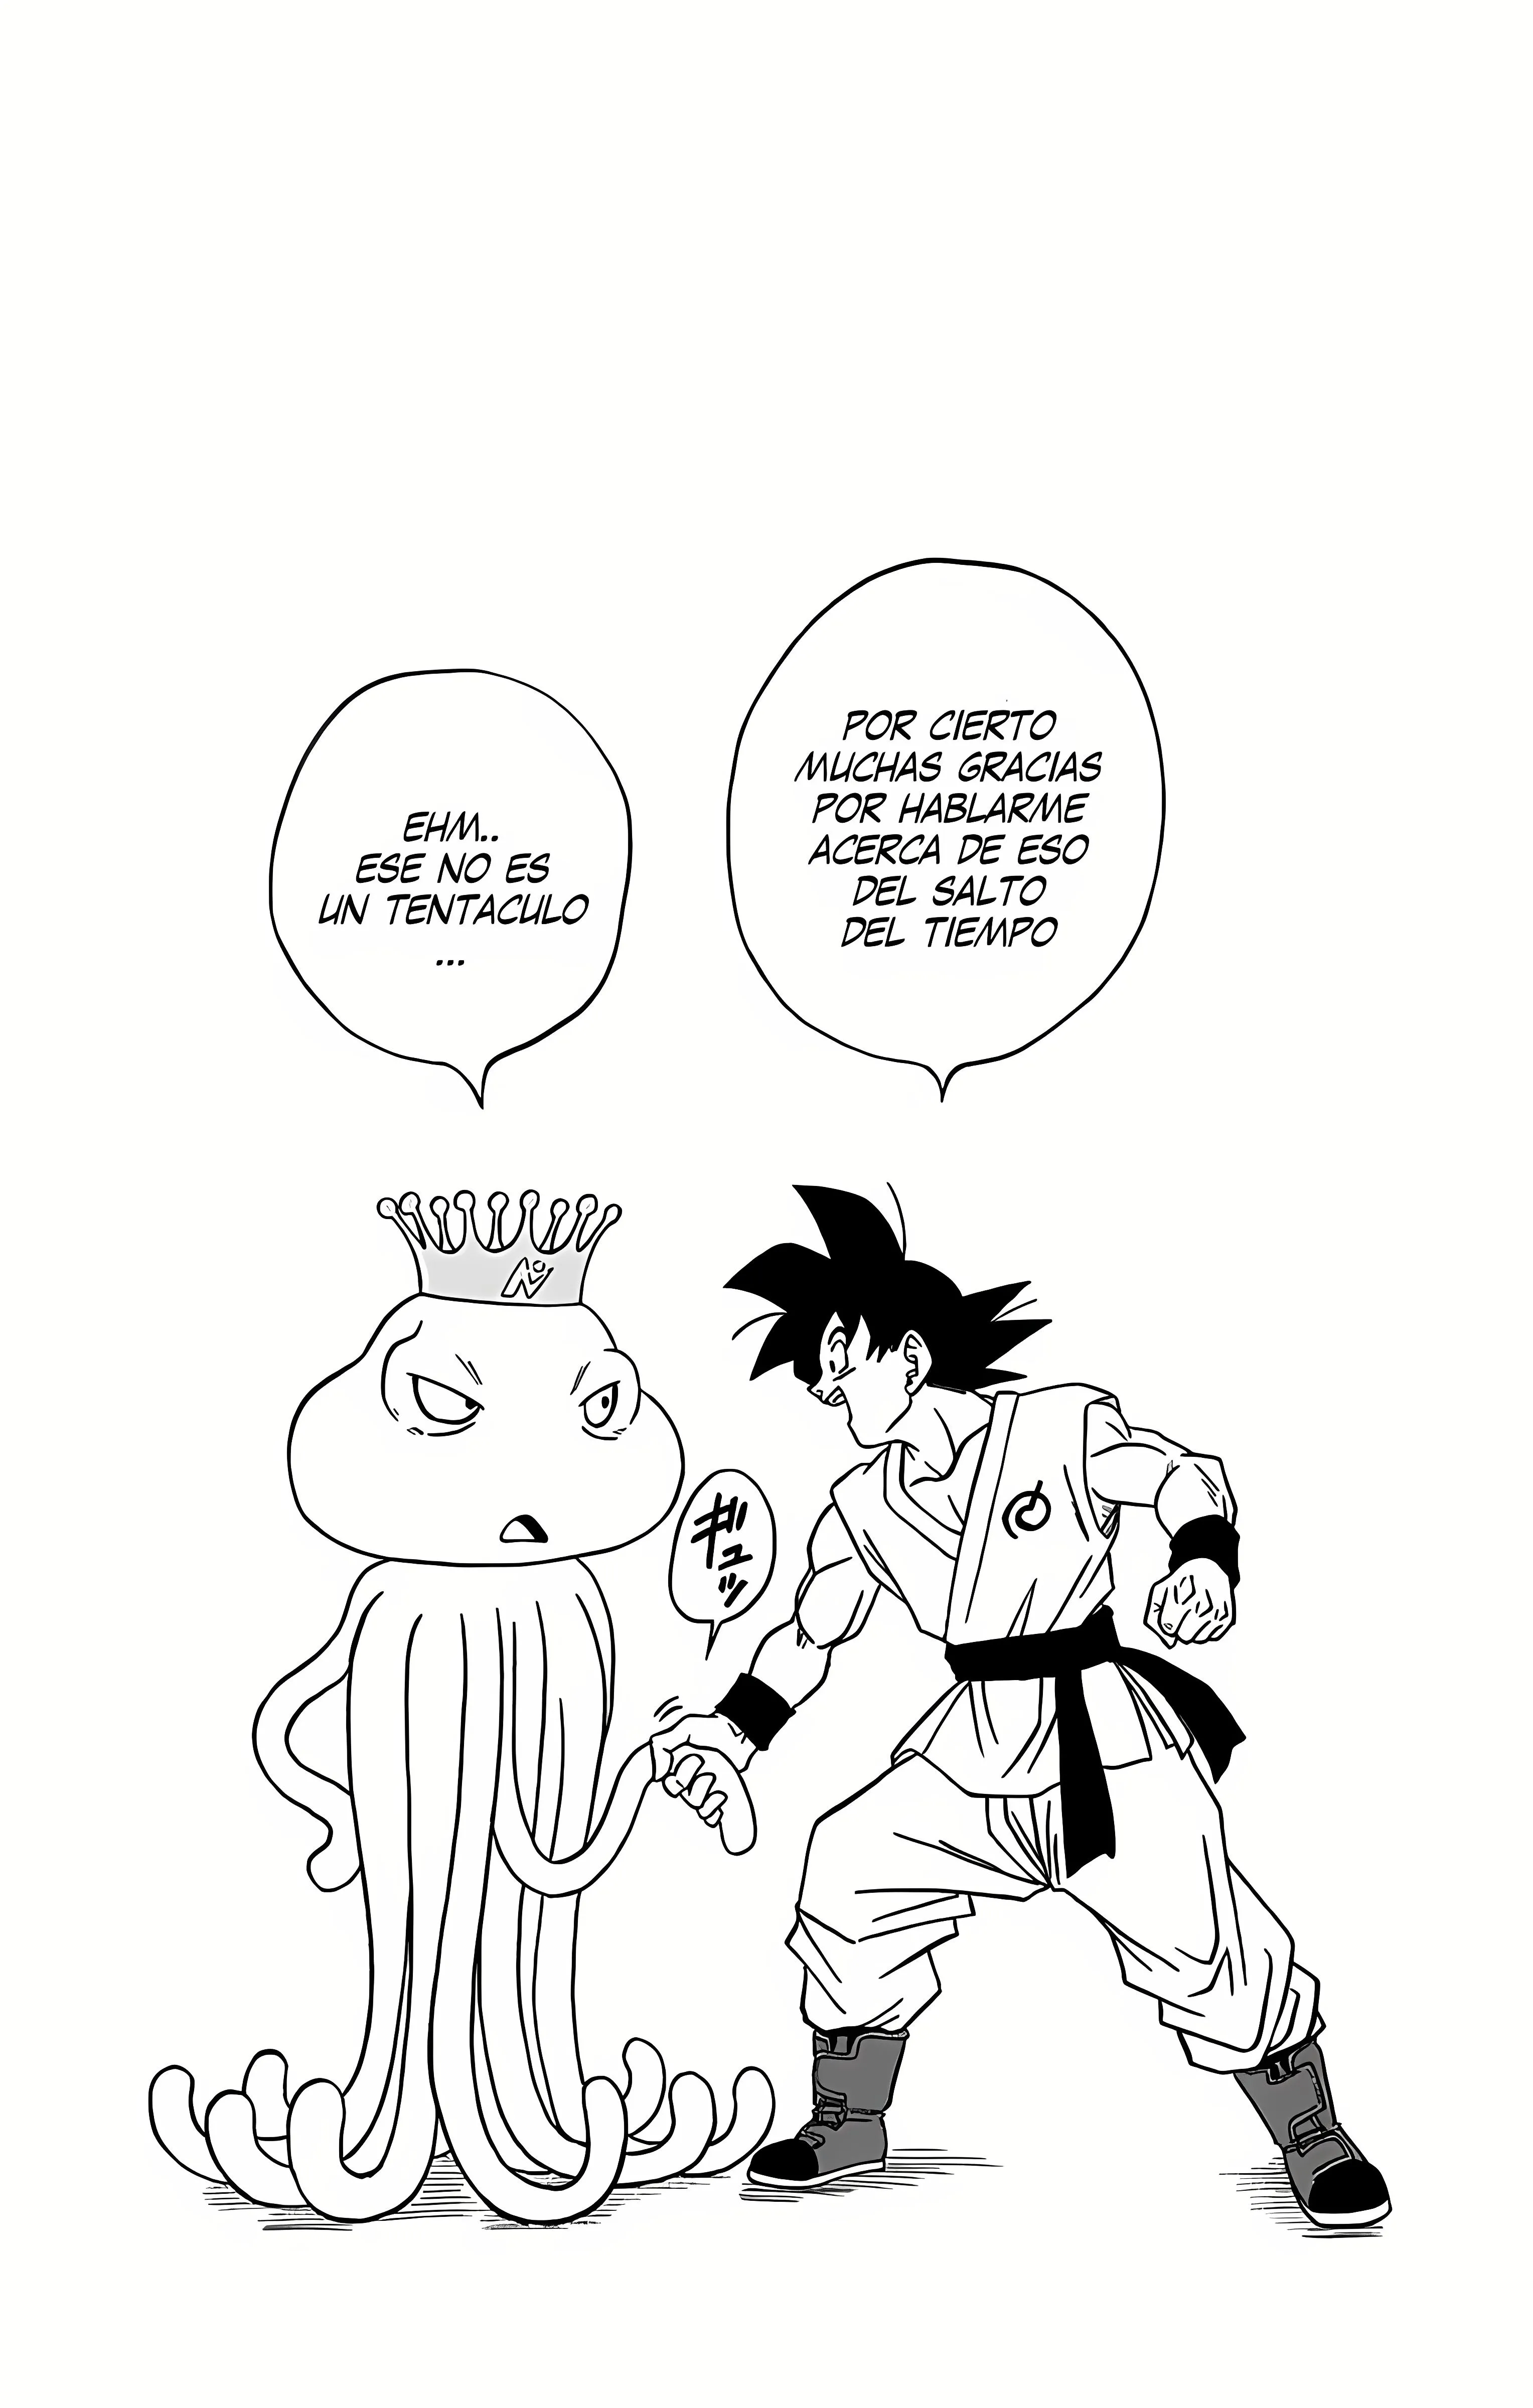 POR CIERTO
MUCHAS GRACIAS
POR HABLARME
ACERCA DE ESO
DEL SALTO
DEL TIEMPO
EHM..
ESE NO ES
UN TENTACULO
...
ギュッ